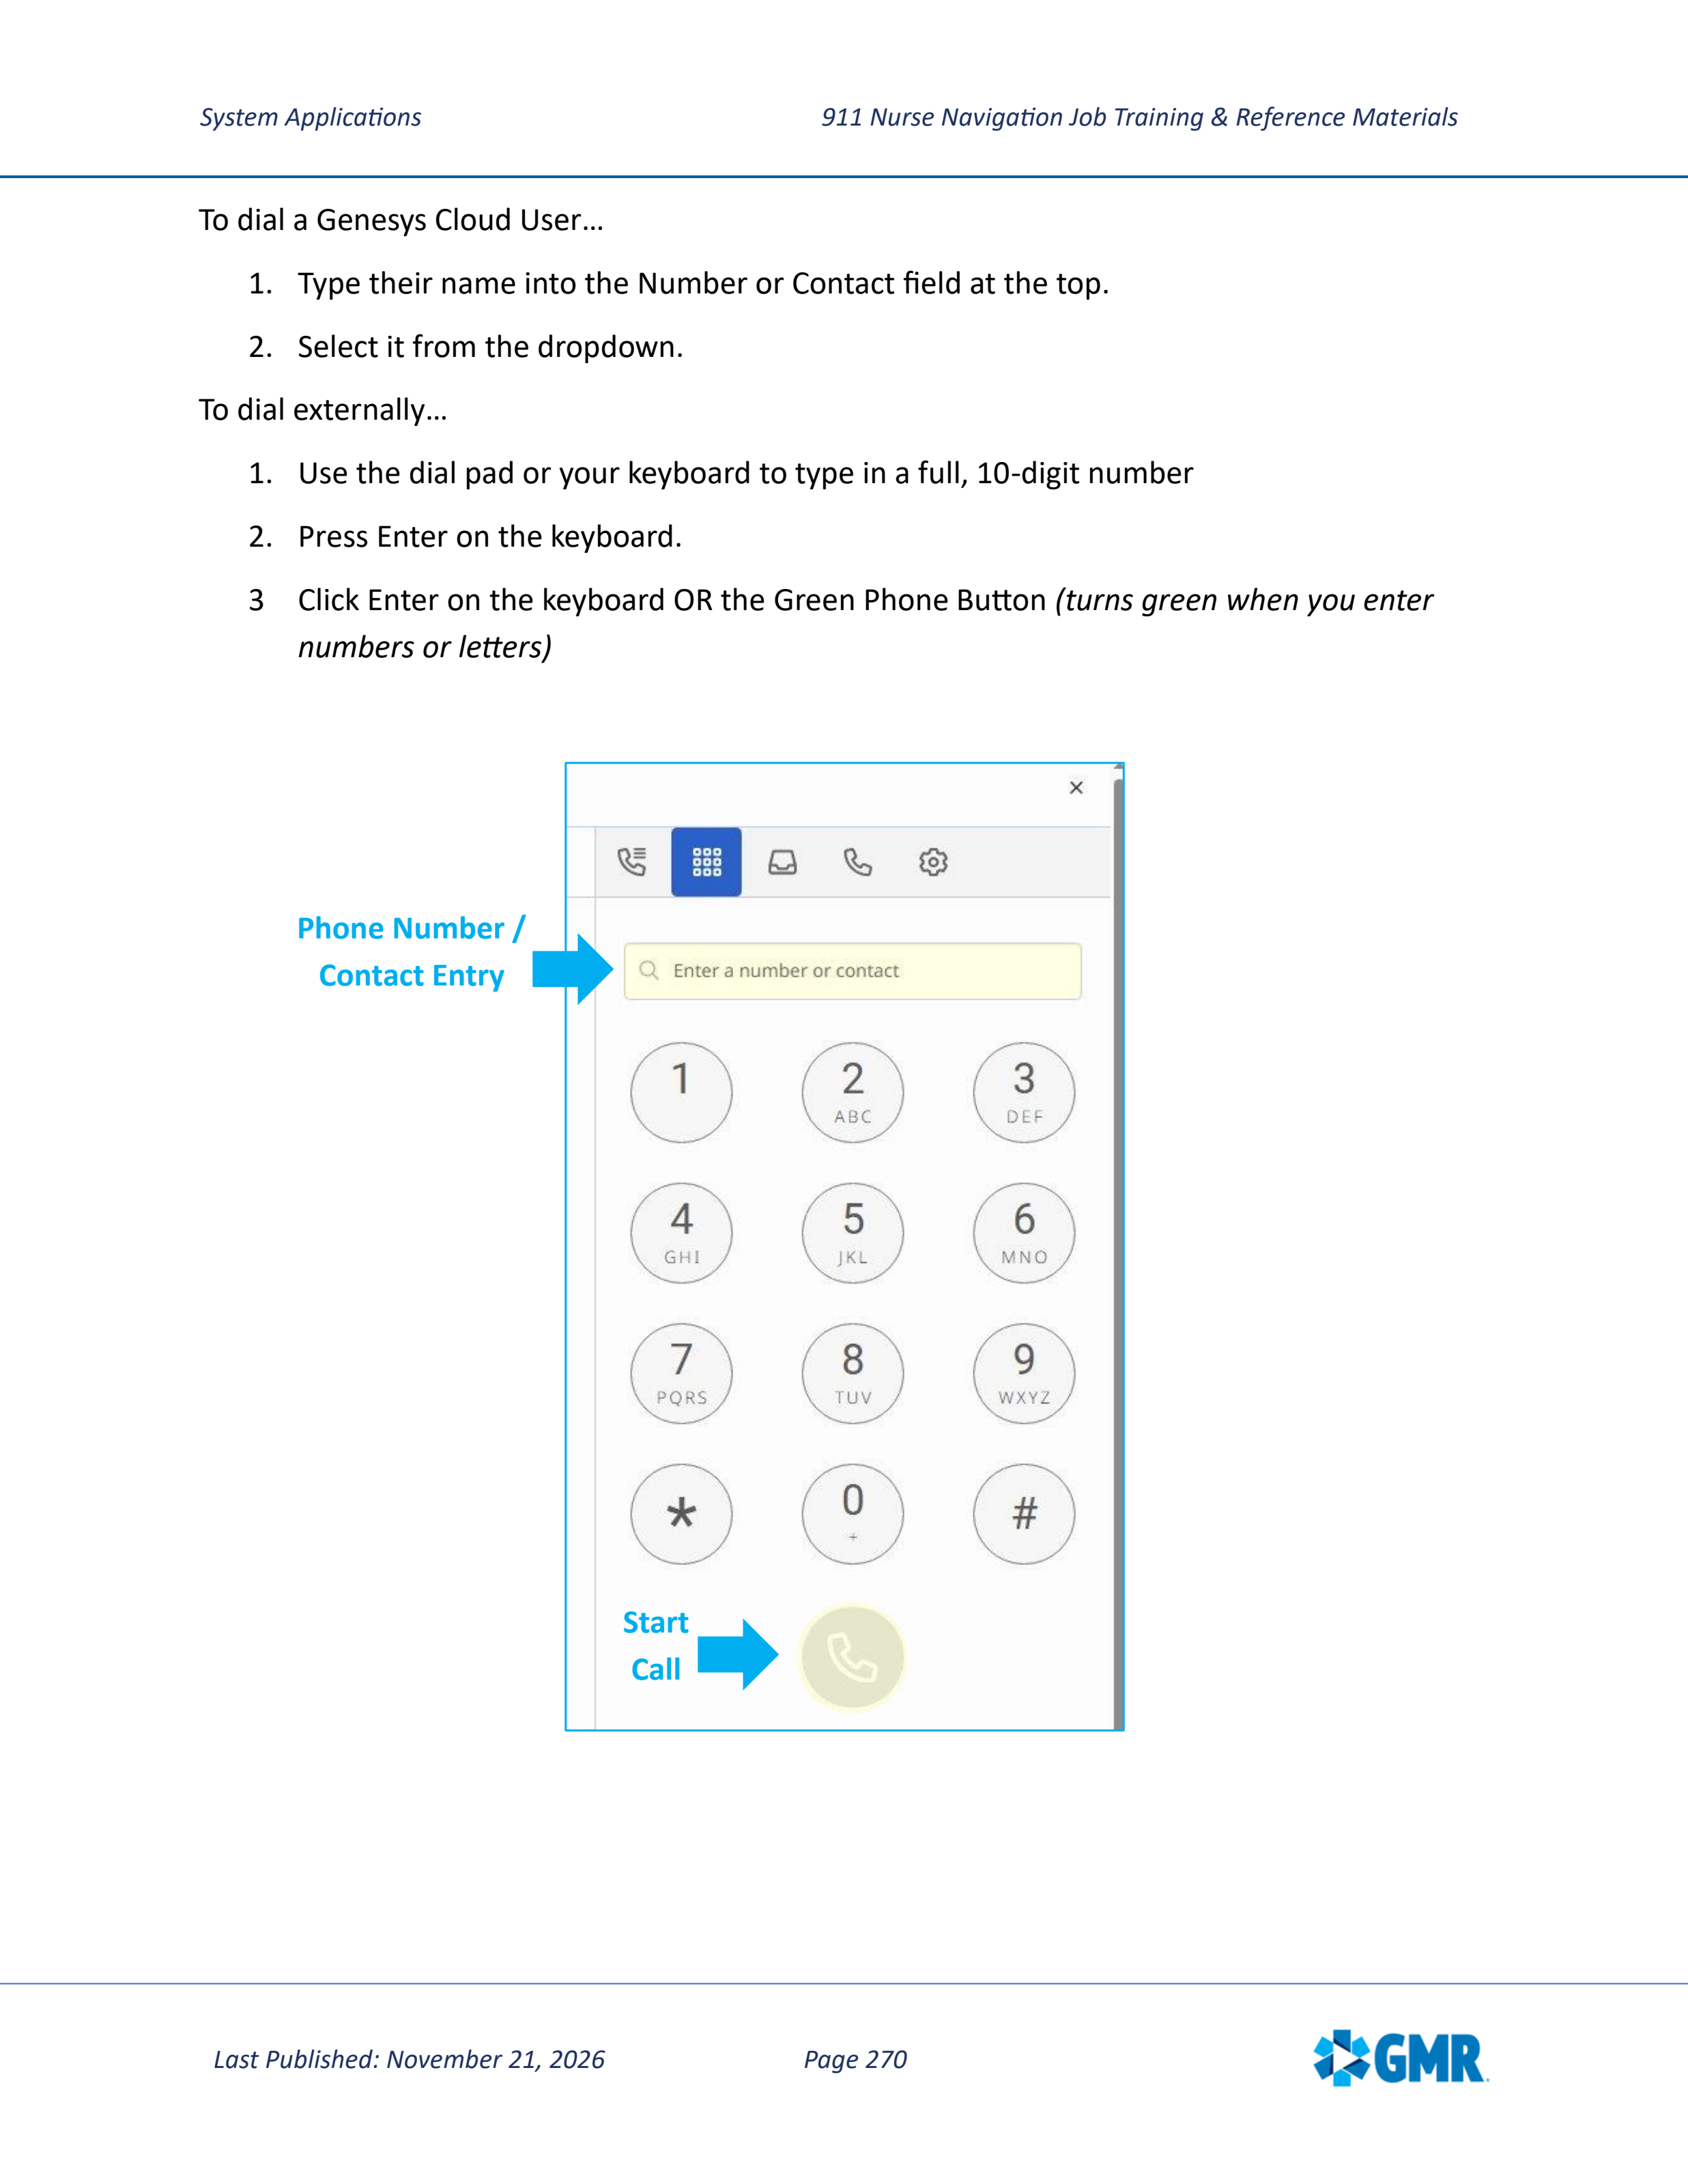 System Applications
911 Nurse Navigation Job Training & Reference Materials
To dial a Genesys Cloud User...
1. Type their name into the Number or Contact field at the top.
2. Select it from the dropdown.
To dial externally...
1. Use the dial pad or your keyboard to type in a full, 10-digit number
2. Press Enter on the keyboard.
3 Click Enter on the keyboard OR the Green Phone Button (turns green when you enter
numbers or letters)
Phone Number /
Contact Entry
Enter a number or contact
1
2
ABC
3
DEF
4
GHI
5
JKL
6
MNO
7
PQRS
8
TUV
9
WXYZ
*
0
+
#
Start
Call
Last Published: November 21, 2026
Page 270
GMR